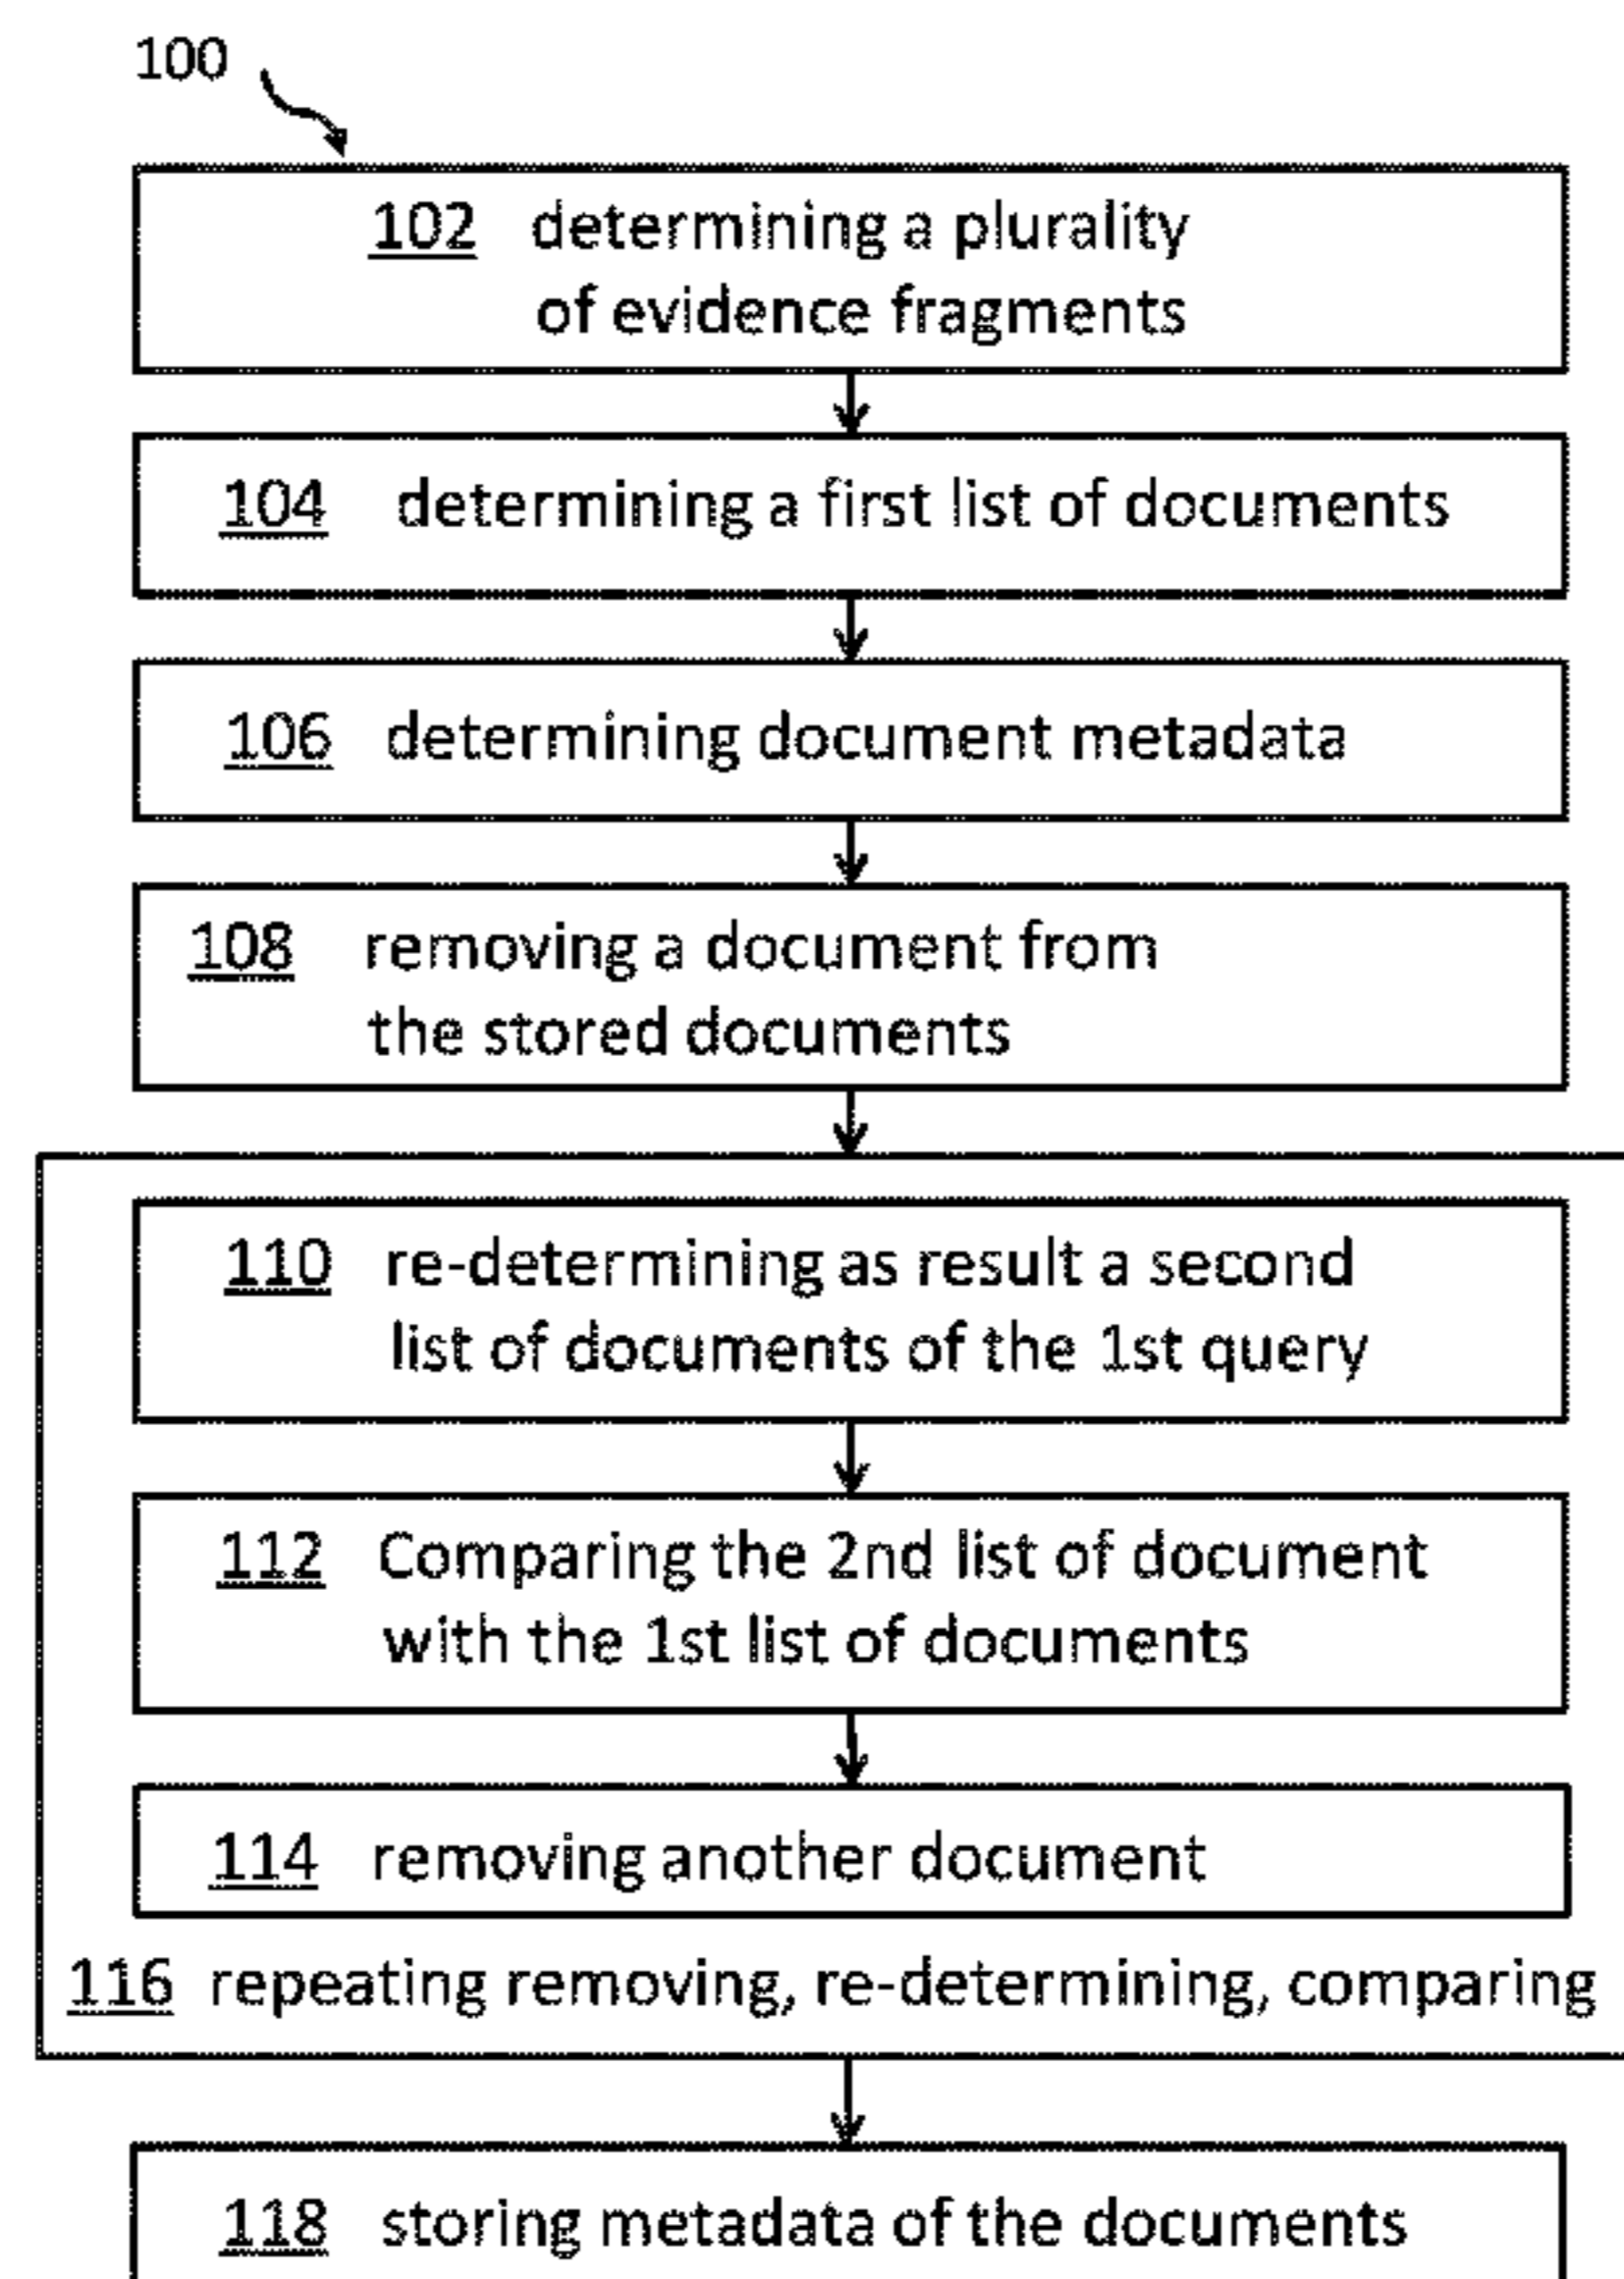 100
102 determining a plurality
of evidence fragments
104 determining a first list of documents
106 determining document metadata
108 removing a document from
the stored documents
110 re-determining as result a second
list of documents of the 1st query
112 Comparing the 2nd list of document
with the 1st list of documents
114 removing another document
116 repeating removing, re-determining, comparing
118 storing metadata of the documents